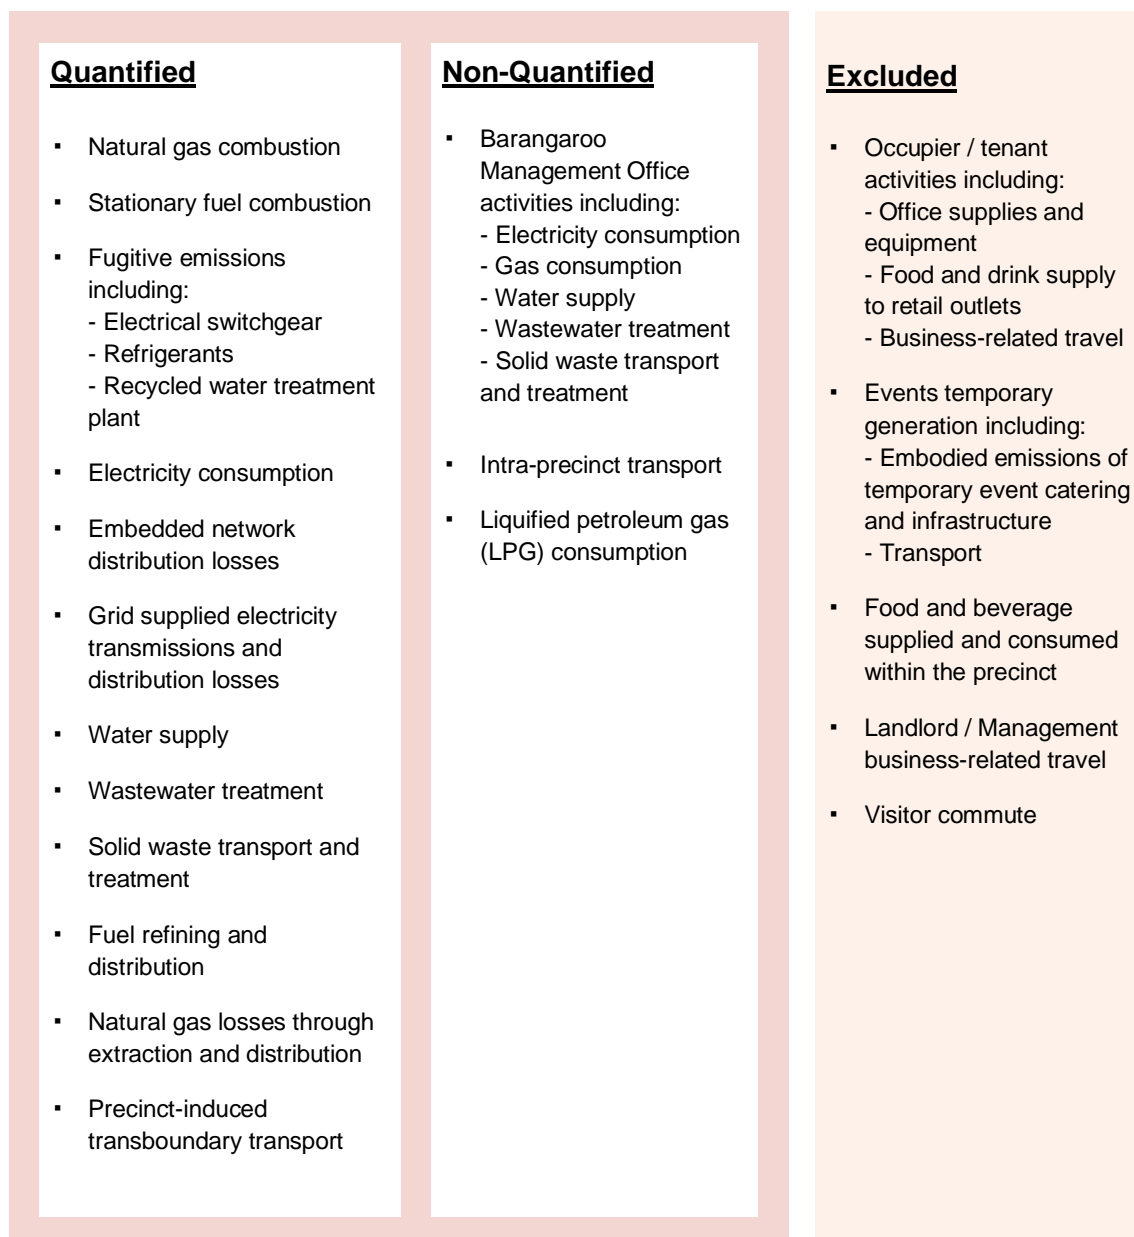 Quantified
▪ Natural gas combustion
▪ Stationary fuel combustion
▪ Fugitive emissions
including:
- Electrical switchgear
- Refrigerants
- Recycled water treatment
plant
▪ Electricity consumption
▪ Embedded network
distribution losses
▪ Grid supplied electricity
transmissions and
distribution losses
▪ Water supply
▪ Wastewater treatment
▪ Solid waste transport and
treatment
▪ Fuel refining and
distribution
▪ Natural gas losses through
extraction and distribution
▪ Precinct-induced
transboundary transport
Non-Quantified
▪ Barangaroo
Management Office
activities including:
- Electricity consumption
- Gas consumption
- Water supply
- Wastewater treatment
- Solid waste transport
and treatment
▪ Intra-precinct transport
▪ Liquified petroleum gas
(LPG) consumption
Excluded
▪ Occupier / tenant
activities including:
- Office supplies and
equipment
- Food and drink supply
to retail outlets
- Business-related travel
▪ Events temporary
generation including:
- Embodied emissions of
temporary event catering
and infrastructure
- Transport
▪ Food and beverage
supplied and consumed
within the precinct
▪ Landlord / Management
business-related travel
▪ Visitor commute